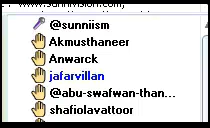 www.sunnivision.com,
@sunniism
Akmusthaneer
Anwarck
jafarvillan
@abu-swafwan-than...
shafiolavattoor